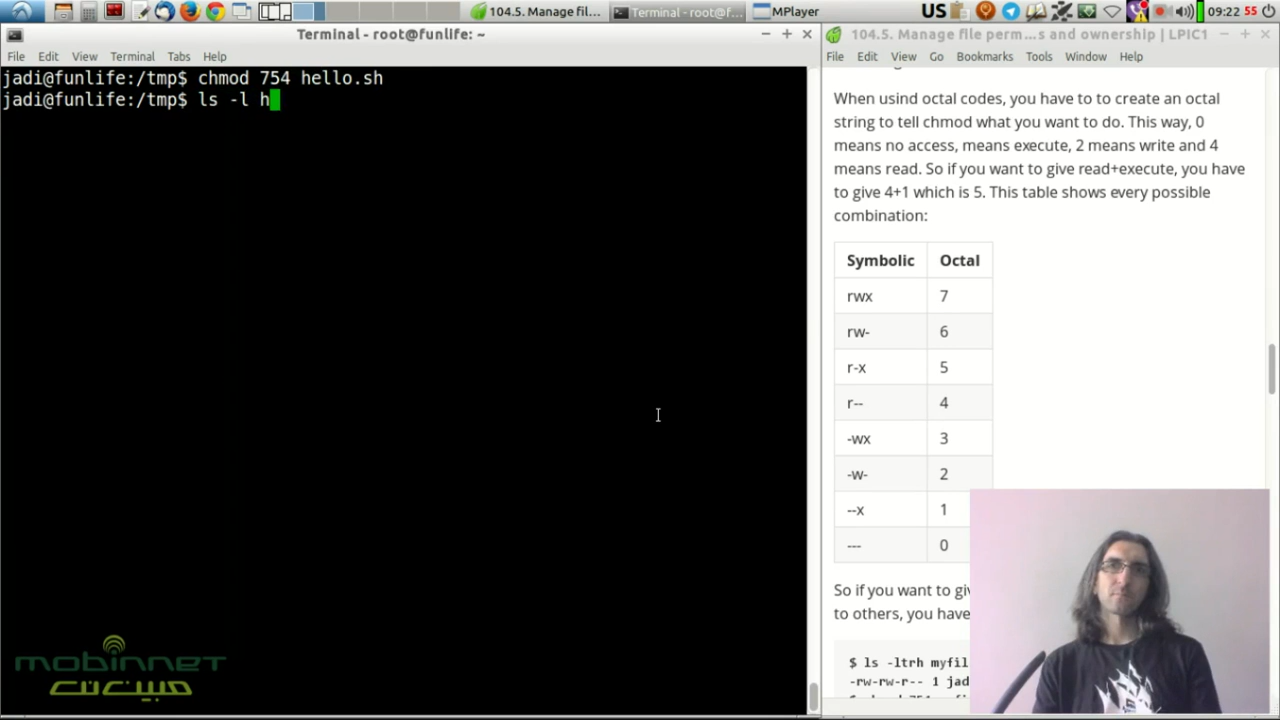 104.5. Manage fil...
Terminal - root@f...
MPlayer
US
09:22
55
Terminal - root@funlife: ~
File Edit View Terminal Tabs Help
jadi@funlife:/tmp$ chmod 754 hello.sh
jadi@funlife:/tmp$ ls -l h
mobinnet
مبین نت
104.5. Manage file perm...s and ownership | LPIC1
File Edit View Go Bookmarks Tools Window Help
When usind octal codes, you have to to create an octal
string to tell chmod what you want to do. This way, 0
means no access, means execute, 2 means write and 4
means read. So if you want to give read+execute, you have
to give 4+1 which is 5. This table shows every possible
combination:
Symbolic Octal
rwx 7
rw- 6
r-x 5
r-- 4
-wx 3
-w- 2
--x 1
--- 0
So if you want to giv
to others, you have
$ ls -ltrh myfil
-rw-rw-r-- 1 jad